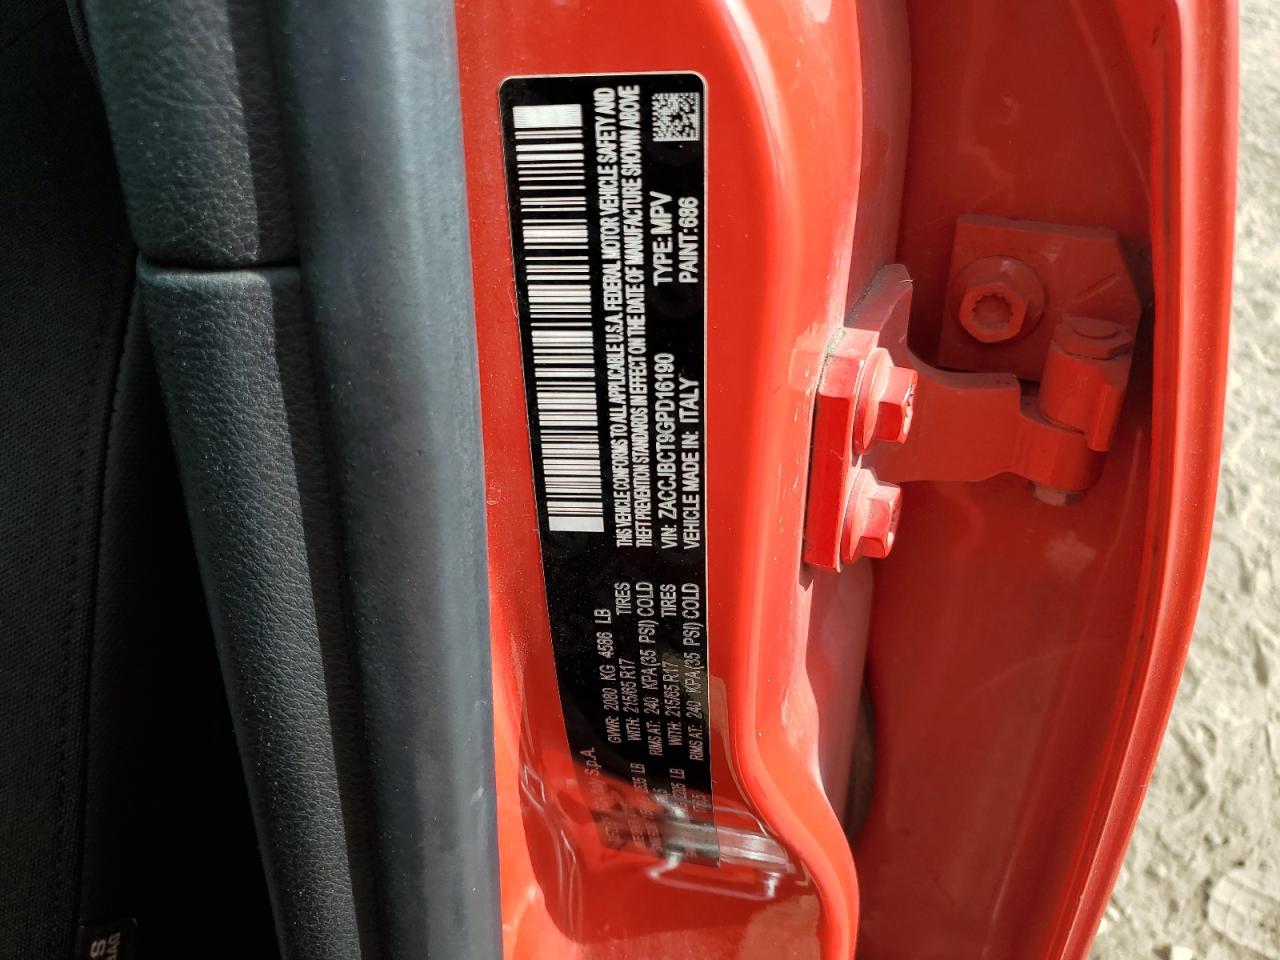 S.p.A.
GVWR: 2080 KG 4586 LB
WITH: 215/65 R17 TIRES
RIMS AT: 240 KPA(35 PSI) COLD
WITH: 215/65 R17 TIRES
RIMS AT: 240 KPA(35 PSI) COLD
THIS VEHICLE CONFORMS TO ALL APPLICABLE U.S.A. FEDERAL MOTOR VEHICLE SAFETY AND
THEFT PREVENTION STANDARDS IN EFFECT ON THE DATE OF MANUFACTURE SHOWN ABOVE
VIN: ZACCJBCT9GPD16190 TYPE: MPV
VEHICLE MADE IN: ITALY PAINT: 686